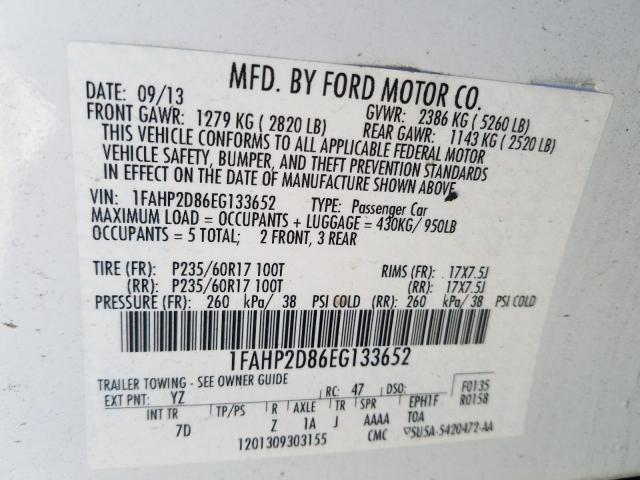 MFD. BY FORD MOTOR CO.
DATE: 09/13 GVWR: 2386 KG ( 5260 LB)
FRONT GAWR: 1279 KG ( 2820 LB) REAR GAWR: 1143 KG ( 2520 LB)
THIS VEHICLE CONFORMS TO ALL APPLICABLE FEDERAL MOTOR
VEHICLE SAFETY, BUMPER, AND THEFT PREVENTION STANDARDS
IN EFFECT ON THE DATE OF MANUFACTURE SHOWN ABOVE.
VIN: 1FAHP2D86EG133652 TYPE: Passenger Car
MAXIMUM LOAD = OCCUPANTS + LUGGAGE = 430KG/ 950LB
OCCUPANTS = 5 TOTAL; 2 FRONT, 3 REAR
TIRE (FR): P235/60R17 100T RIMS (FR): 17X7.5J
(RR): P235/60R17 100T (RR): 17X7.5J
PRESSURE (FR): 260 kPa/ 38 PSI COLD (RR): 260 kPa/ 38 PSI COLD
1FAHP2D86EG133652
TRAILER TOWING - SEE OWNER GUIDE
EXT PNT: YZ RC: 47 DSO: F0135
R0158
INT TR TP/PS R AXLE TR SPR EPH1F
7D Z 1A J AAAA TOA
1201309303155 CMC 5U5A-5420472-AA